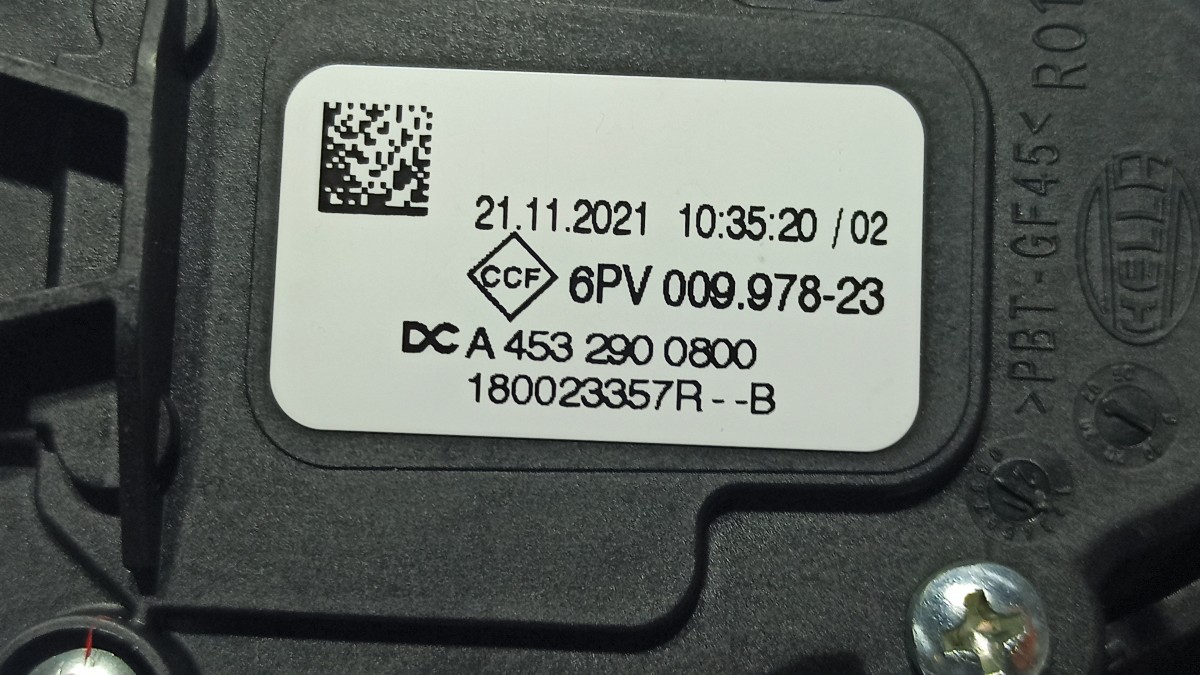 21.11.2021 10:35:20 /02
CCF 6PV 009.978-23
DC A 453 290 0800
180023357R--B
>PBT-GF45< R01
HELLA